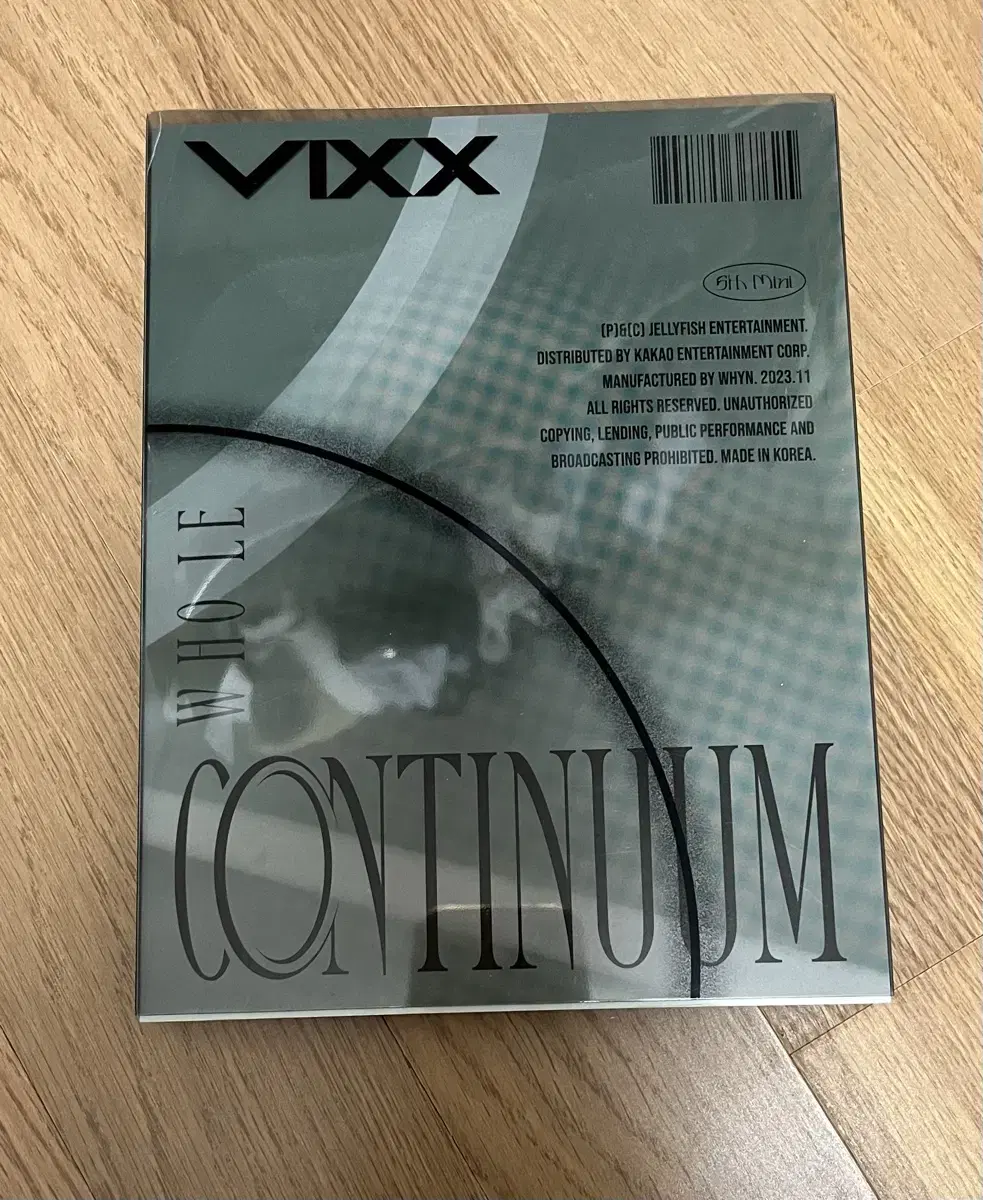 VIXX
5th Mini
(P)&(C) JELLYFISH ENTERTAINMENT.
DISTRIBUTED BY KAKAO ENTERTAINMENT CORP.
MANUFACTURED BY WHYN. 2023.11
ALL RIGHTS RESERVED. UNAUTHORIZED
COPYING, LENDING, PUBLIC PERFORMANCE AND
BROADCASTING PROHIBITED. MADE IN KOREA.
WHOLE
CONTINUUM